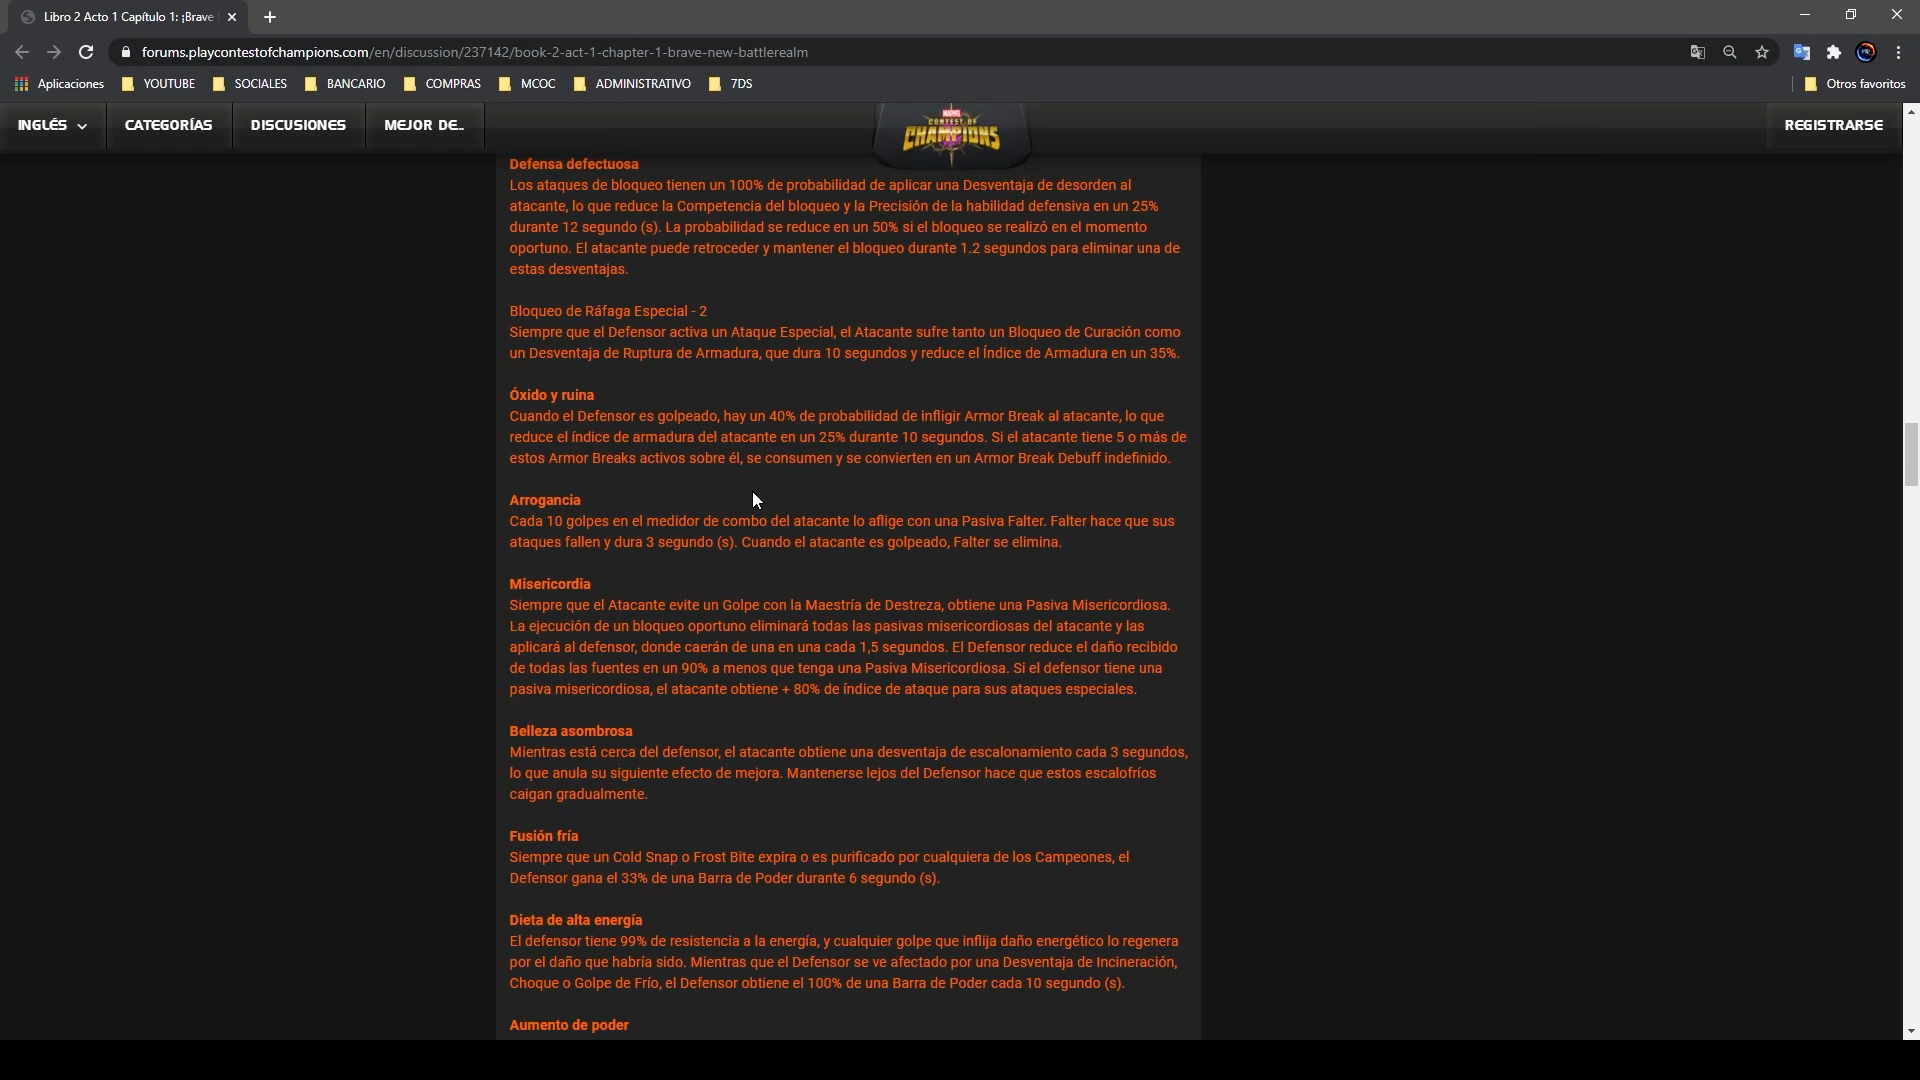 Libro 2 Acto 1 Capítulo 1: ¡Brave
forums.playcontestofchampions.com/en/discussion/237142/book-2-act-1-chapter-1-brave-new-battlerealm
Aplicaciones YOUTUBE SOCIALES BANCARIO COMPRAS MCOC ADMINISTRATIVO 7DS Otros favoritos
INGLÉS CATEGORÍAS DISCUSIONES MEJOR DE.. MARVEL CONTEST OF CHAMPIONS REGISTRARSE
Defensa defectuosa
Los ataques de bloqueo tienen un 100% de probabilidad de aplicar una Desventaja de desorden al
atacante, lo que reduce la Competencia del bloqueo y la Precisión de la habilidad defensiva en un 25%
durante 12 segundo (s). La probabilidad se reduce en un 50% si el bloqueo se realizó en el momento
oportuno. El atacante puede retroceder y mantener el bloqueo durante 1.2 segundos para eliminar una de
estas desventajas.
Bloqueo de Ráfaga Especial - 2
Siempre que el Defensor activa un Ataque Especial, el Atacante sufre tanto un Bloqueo de Curación como
un Desventaja de Ruptura de Armadura, que dura 10 segundos y reduce el Índice de Armadura en un 35%.
Óxido y ruina
Cuando el Defensor es golpeado, hay un 40% de probabilidad de infligir Armor Break al atacante, lo que
reduce el índice de armadura del atacante en un 25% durante 10 segundos. Si el atacante tiene 5 o más de
estos Armor Breaks activos sobre él, se consumen y se convierten en un Armor Break Debuff indefinido.
Arrogancia
Cada 10 golpes en el medidor de combo del atacante lo aflige con una Pasiva Falter. Falter hace que sus
ataques fallen y dura 3 segundo (s). Cuando el atacante es golpeado, Falter se elimina.
Misericordia
Siempre que el Atacante evite un Golpe con la Maestría de Destreza, obtiene una Pasiva Misericordiosa.
La ejecución de un bloqueo oportuno eliminará todas las pasivas misericordiosas del atacante y las
aplicará al defensor, donde caerán de una en una cada 1,5 segundos. El Defensor reduce el daño recibido
de todas las fuentes en un 90% a menos que tenga una Pasiva Misericordiosa. Si el defensor tiene una
pasiva misericordiosa, el atacante obtiene + 80% de índice de ataque para sus ataques especiales.
Belleza asombrosa
Mientras está cerca del defensor, el atacante obtiene una desventaja de escalonamiento cada 3 segundos,
lo que anula su siguiente efecto de mejora. Mantenerse lejos del Defensor hace que estos escalofríos
caigan gradualmente.
Fusión fría
Siempre que un Cold Snap o Frost Bite expira o es purificado por cualquiera de los Campeones, el
Defensor gana el 33% de una Barra de Poder durante 6 segundo (s).
Dieta de alta energía
El defensor tiene 99% de resistencia a la energía, y cualquier golpe que inflija daño energético lo regenera
por el daño que habría sido. Mientras que el Defensor se ve afectado por una Desventaja de Incineración,
Choque o Golpe de Frío, el Defensor obtiene el 100% de una Barra de Poder cada 10 segundo (s).
Aumento de poder